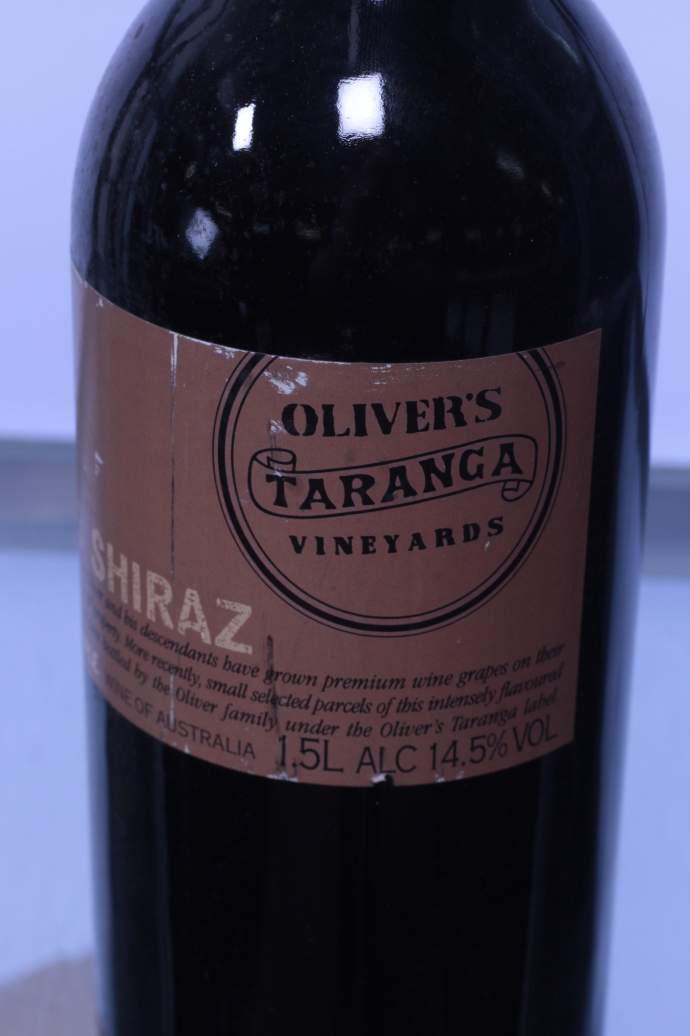 OLIVER'S
TARANGA
VINEYARDS
SHIRAZ
and his descendants have grown premium wine grapes on their
More recently, small selected parcels of this intensely flavoured
bottled by the Oliver family under the Oliver's Taranga label
WINE OF AUSTRALIA 1.5L ALC 14.5% VOL